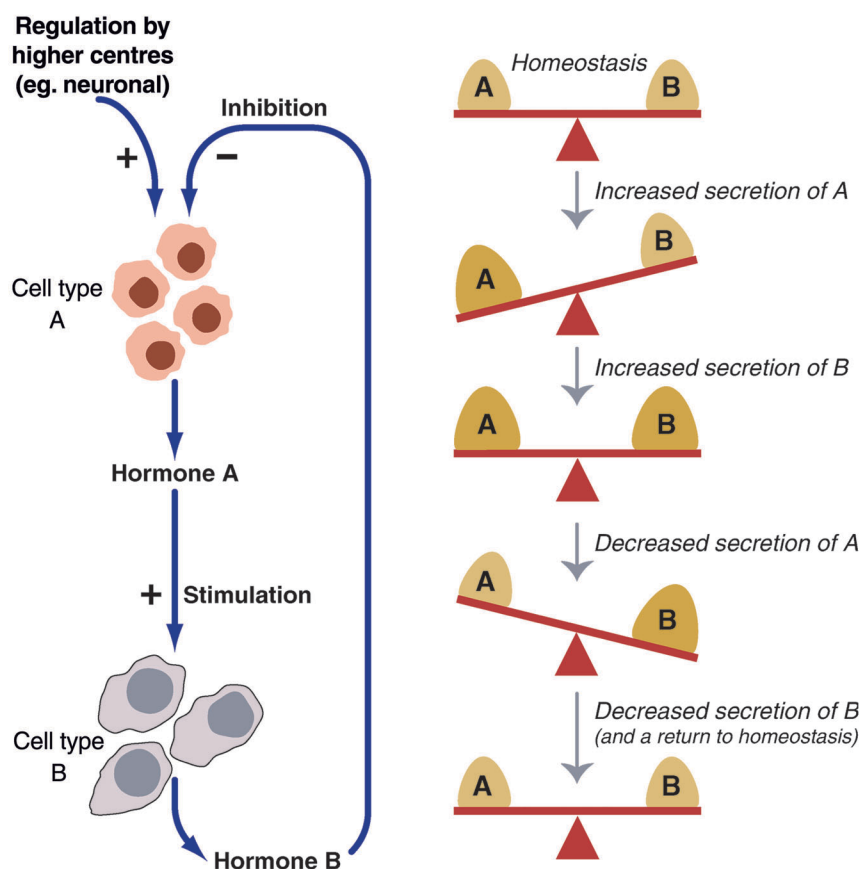 Regulation by
higher centres
(eg. neuronal)
Inhibition
+
−
Cell type
A
Hormone A
+ Stimulation
Cell type
B
Hormone B
Homeostasis
A B
Increased secretion of A
A B
Increased secretion of B
A B
Decreased secretion of A
A B
Decreased secretion of B
(and a return to homeostasis)
A B